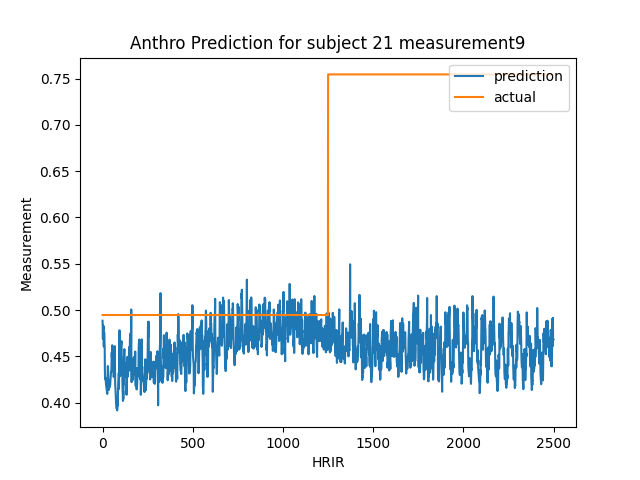 Anthro Prediction for subject 21 measurement9
prediction
actual
Measurement
0.75
0.70
0.65
0.60
0.55
0.50
0.45
0.40
0 500 1000 1500 2000 2500
HRIR